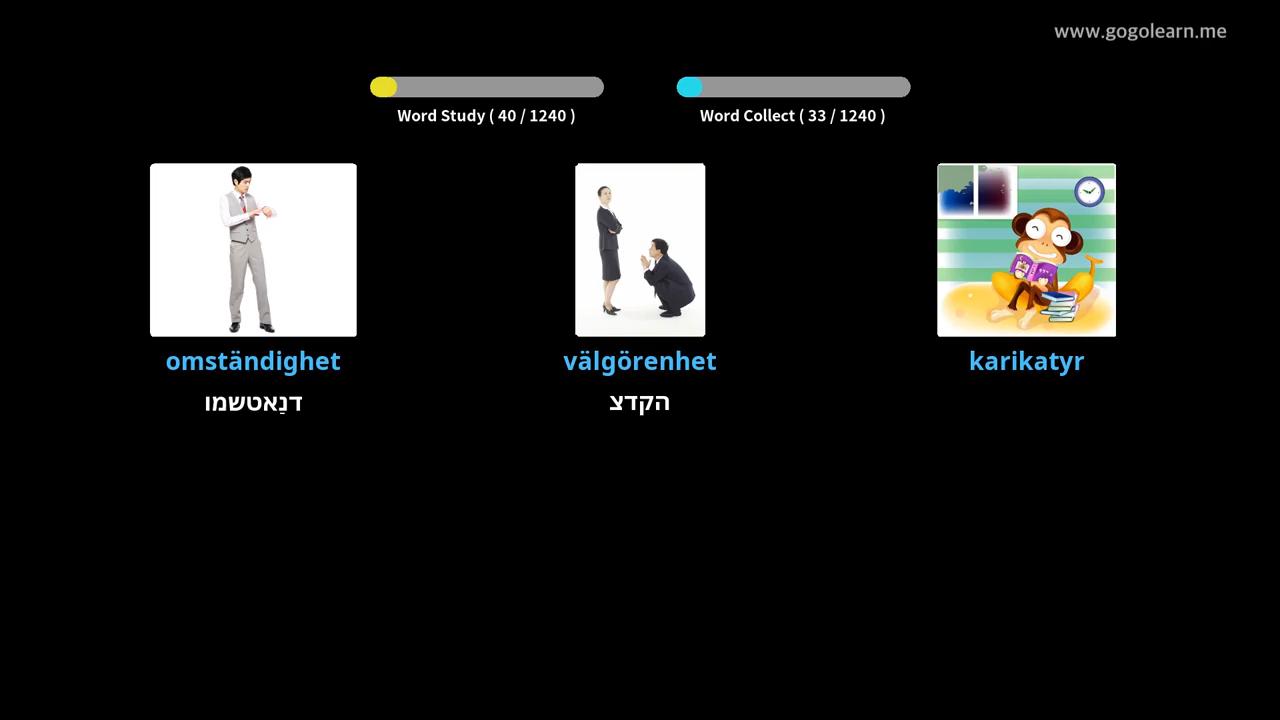 www.gogolearn.me
Word Study ( 40 / 1240 )
Word Collect ( 33 / 1240 )
omständighet
välgörenhet
karikatyr
דנַאטשמו
הקדצ